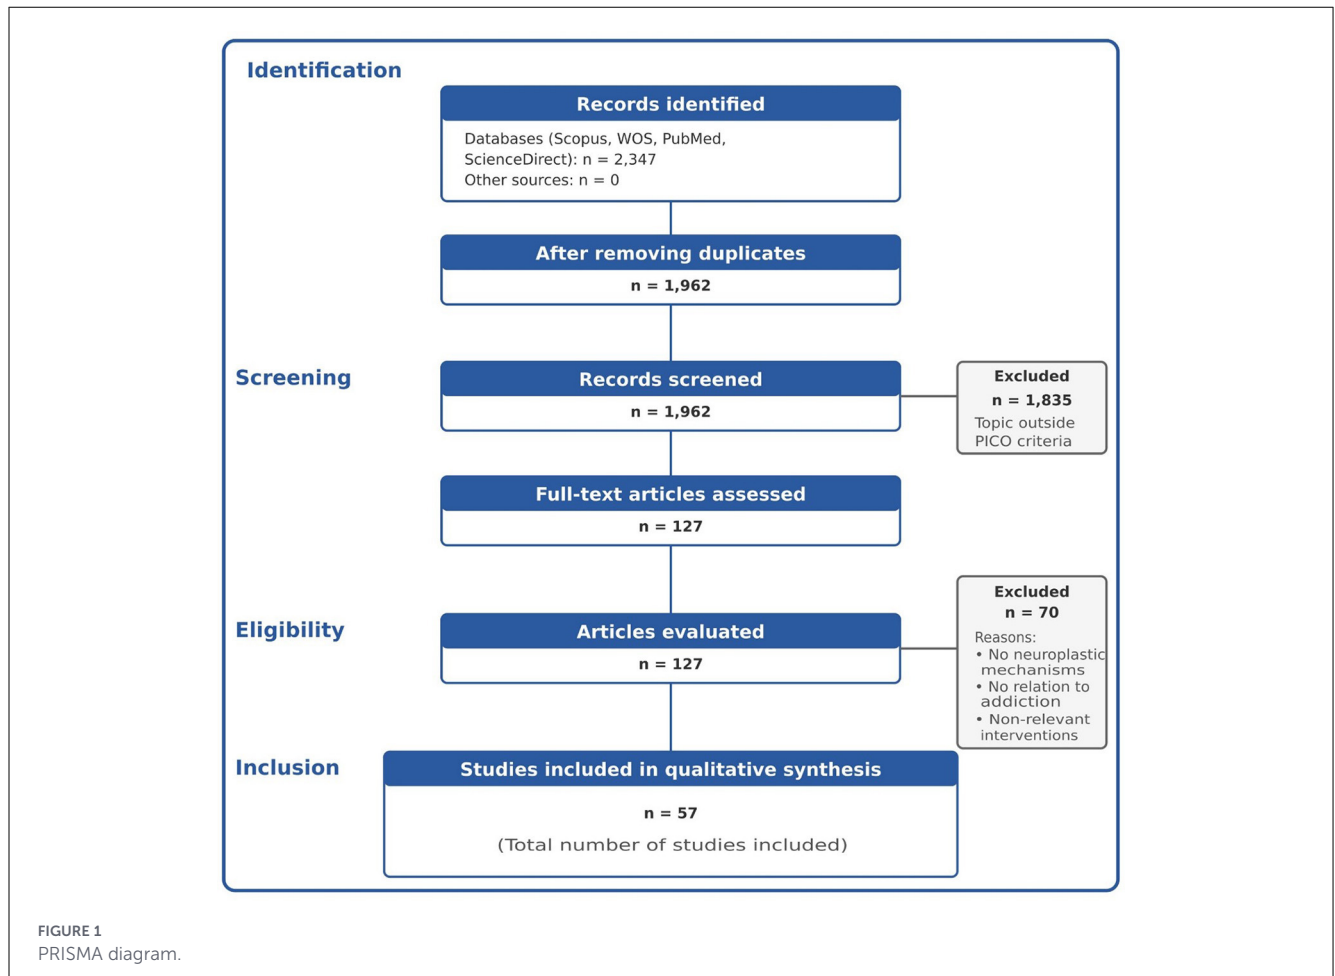 Identification
Records identified
Databases (Scopus, WOS, PubMed,
ScienceDirect): n = 2,347
Other sources: n = 0
After removing duplicates
n = 1,962
Screening
Records screened
n = 1,962
Excluded
n = 1,835
Topic outside
PICO criteria
Full-text articles assessed
n = 127
Eligibility
Articles evaluated
n = 127
Excluded
n = 70
Reasons:
• No neuroplastic
mechanisms
• No relation to
addiction
• Non-relevant
interventions
Inclusion
Studies included in qualitative synthesis
n = 57
(Total number of studies included)
FIGURE 1
PRISMA diagram.